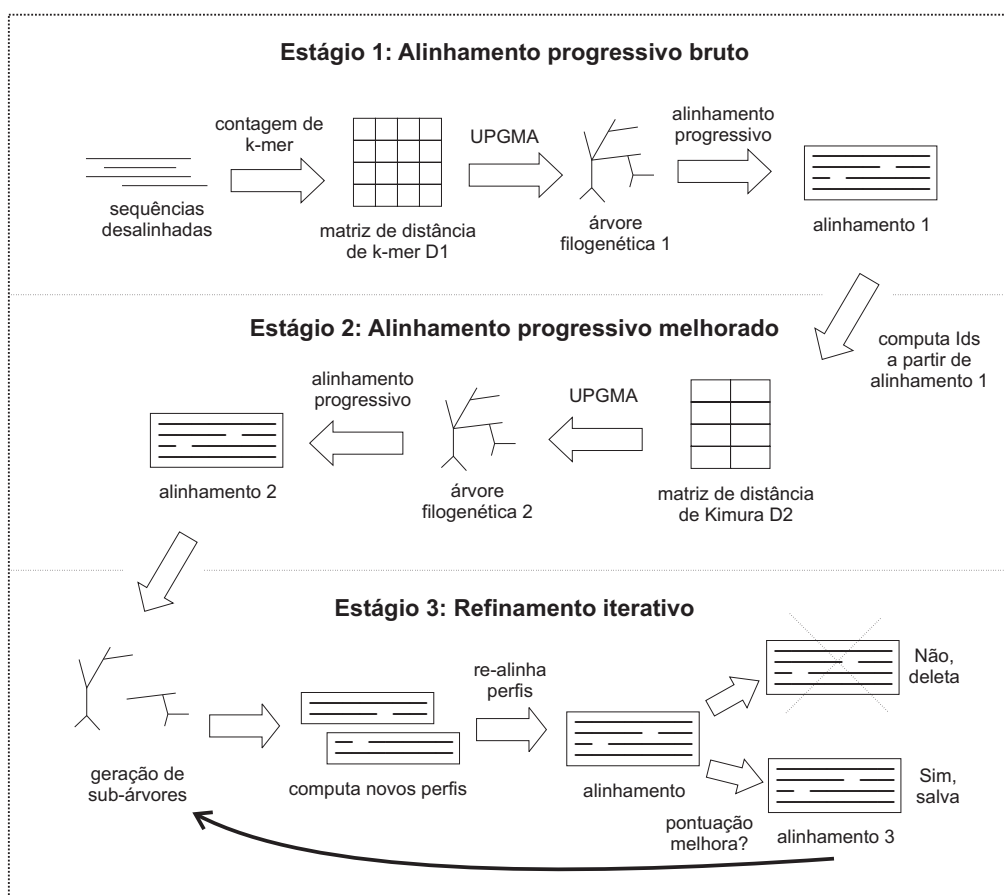 Estágio 1: Alinhamento progressivo bruto
contagem de
k-mer
UPGMA
alinhamento
progressivo
sequências
desalinhadas
matriz de distância
de k-mer D1
árvore
filogenética 1
alinhamento 1
Estágio 2: Alinhamento progressivo melhorado
computa Ids
a partir de
alinhamento 1
alinhamento
progressivo
UPGMA
alinhamento 2
árvore
filogenética 2
matriz de distância
de Kimura D2
Estágio 3: Refinamento iterativo
re-alinha
perfis
Não,
deleta
geração de
sub-árvores
computa novos perfis
alinhamento
pontuação
melhora?
Sim,
salva
alinhamento 3